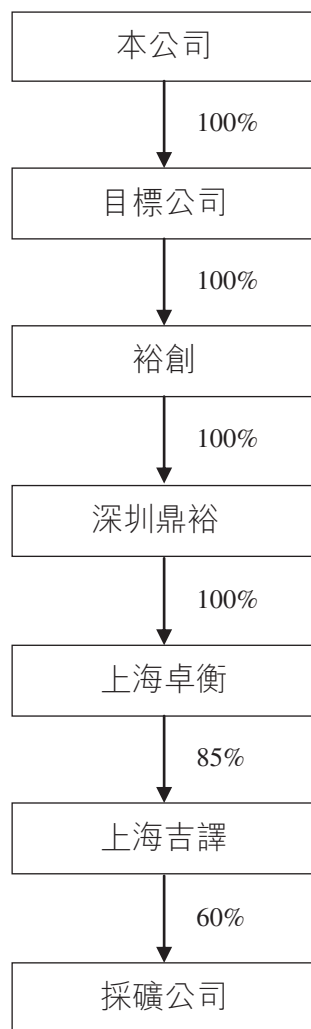 本公司
100%
目標公司
100%
裕創
100%
深圳鼎裕
100%
上海卓衡
85%
上海吉譯
60%
採礦公司